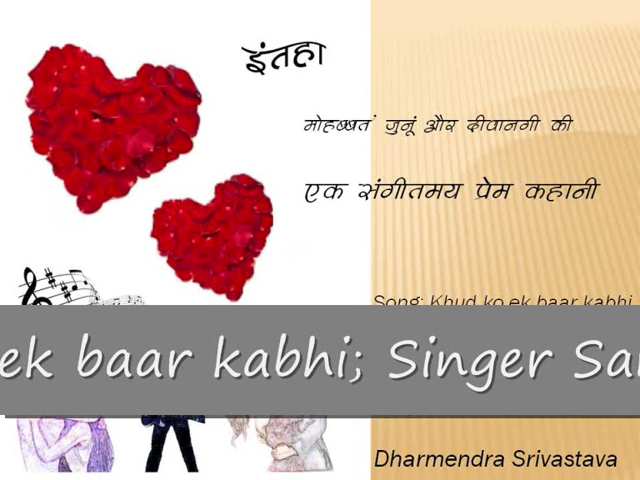 इंतहा
मोहब्बतं जुनूं और दीवानगी की
एक संगीतमय प्रेम कहानी
Song: Khud ko ek baar kabhi
ek baar kabhi; Singer
Dharmendra Srivastava